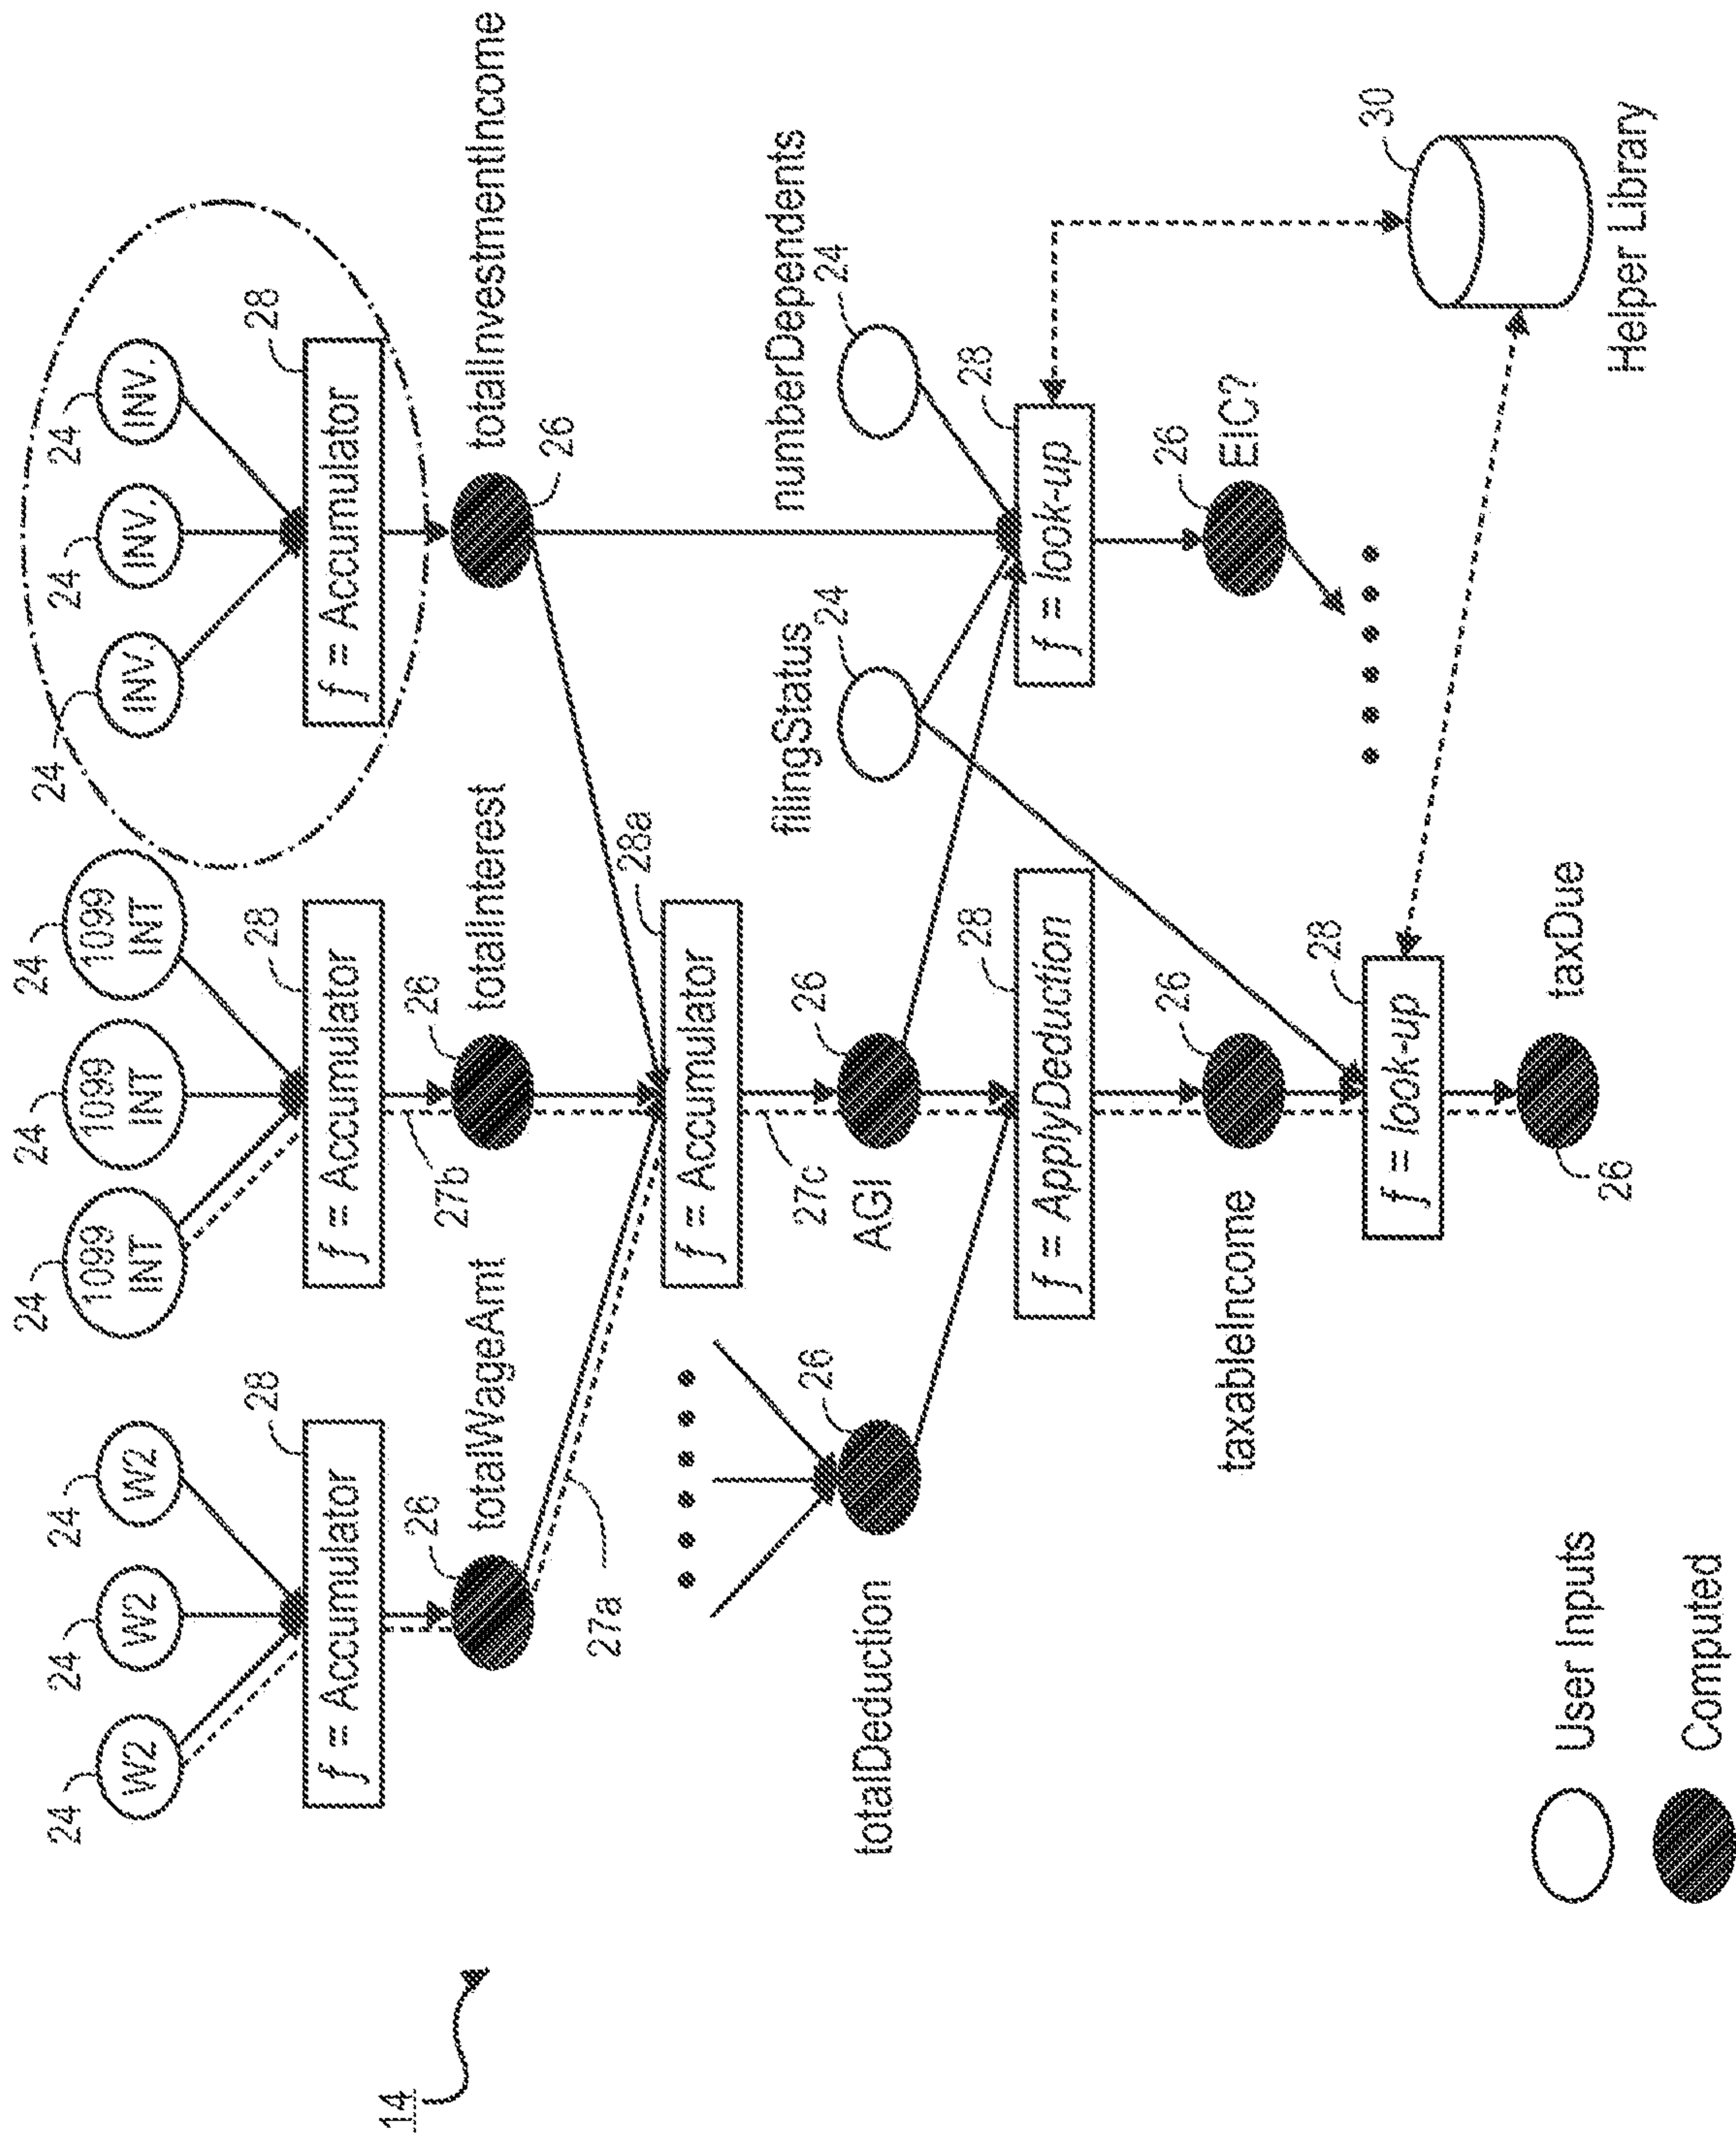 24 24 24
24 24 24 24 24 24
1099 1099 1099
W2 W2 W2 INT INT INT INV. INV. INV.
28 28 28
f = Accumulator f = Accumulator f = Accumulator
14
26 26
27b
totalWageAmt totalInterest totalInvestmentIncome
26
27a
28a
f = Accumulator
filingStatus numberDependents
26 27c 26 24 24
totalDeduction AGI
28 28
f = ApplyDeduction f = look-up
26 26
taxableIncome EIC?
28
30
f = look-up
taxDue
User Inputs
26
Helper Library
Computed